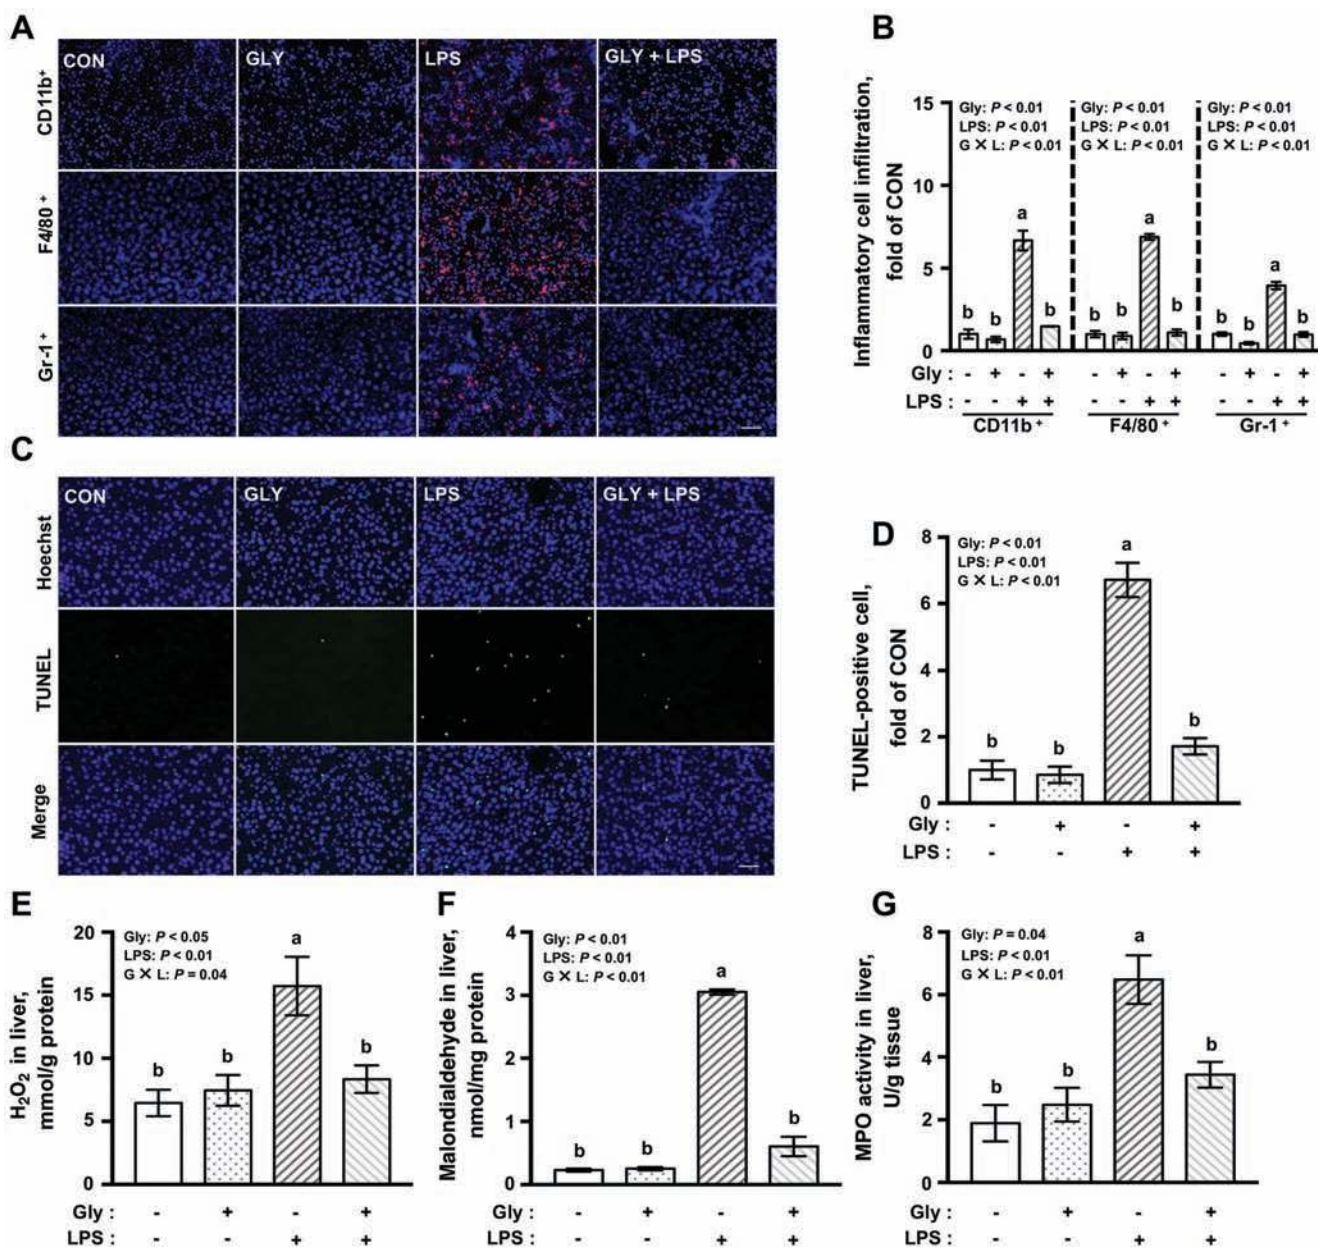 A
CON
GLY
LPS
GLY + LPS
CD11b+
F4/80 +
Gr-1 +
B
Inflammatory cell infiltration,
fold of CON
15
10
5
0
Gly: P < 0.01
LPS: P < 0.01
G × L: P < 0.01
Gly: P < 0.01
LPS: P < 0.01
G × L: P < 0.01
Gly: P < 0.01
LPS: P < 0.01
G × L: P < 0.01
b b a b b b a b b b a b
Gly : - + - + - + - + - + - +
LPS : - - + + - - + + - - + +
CD11b + F4/80 + Gr-1 +
C
CON
GLY
LPS
GLY + LPS
Hoechst
TUNEL
Merge
D
TUNEL-positive cell,
fold of CON
8
6
4
2
0
Gly: P < 0.01
LPS: P < 0.01
G × L: P < 0.01
b b a b
Gly : - + - +
LPS : - - + +
E
H2O2 in liver,
mmol/g protein
20
15
10
5
0
Gly: P < 0.05
LPS: P < 0.01
G × L: P = 0.04
b b a b
Gly : - + - +
LPS : - - + +
F
Malondialdehyde in liver,
nmol/mg protein
4
3
2
1
0
Gly: P < 0.01
LPS: P < 0.01
G × L: P < 0.01
b b a b
Gly : - + - +
LPS : - - + +
G
MPO activity in liver,
U/g tissue
8
6
4
2
0
Gly: P = 0.04
LPS: P < 0.01
G × L: P < 0.01
b b a b
Gly : - + - +
LPS : - - + +